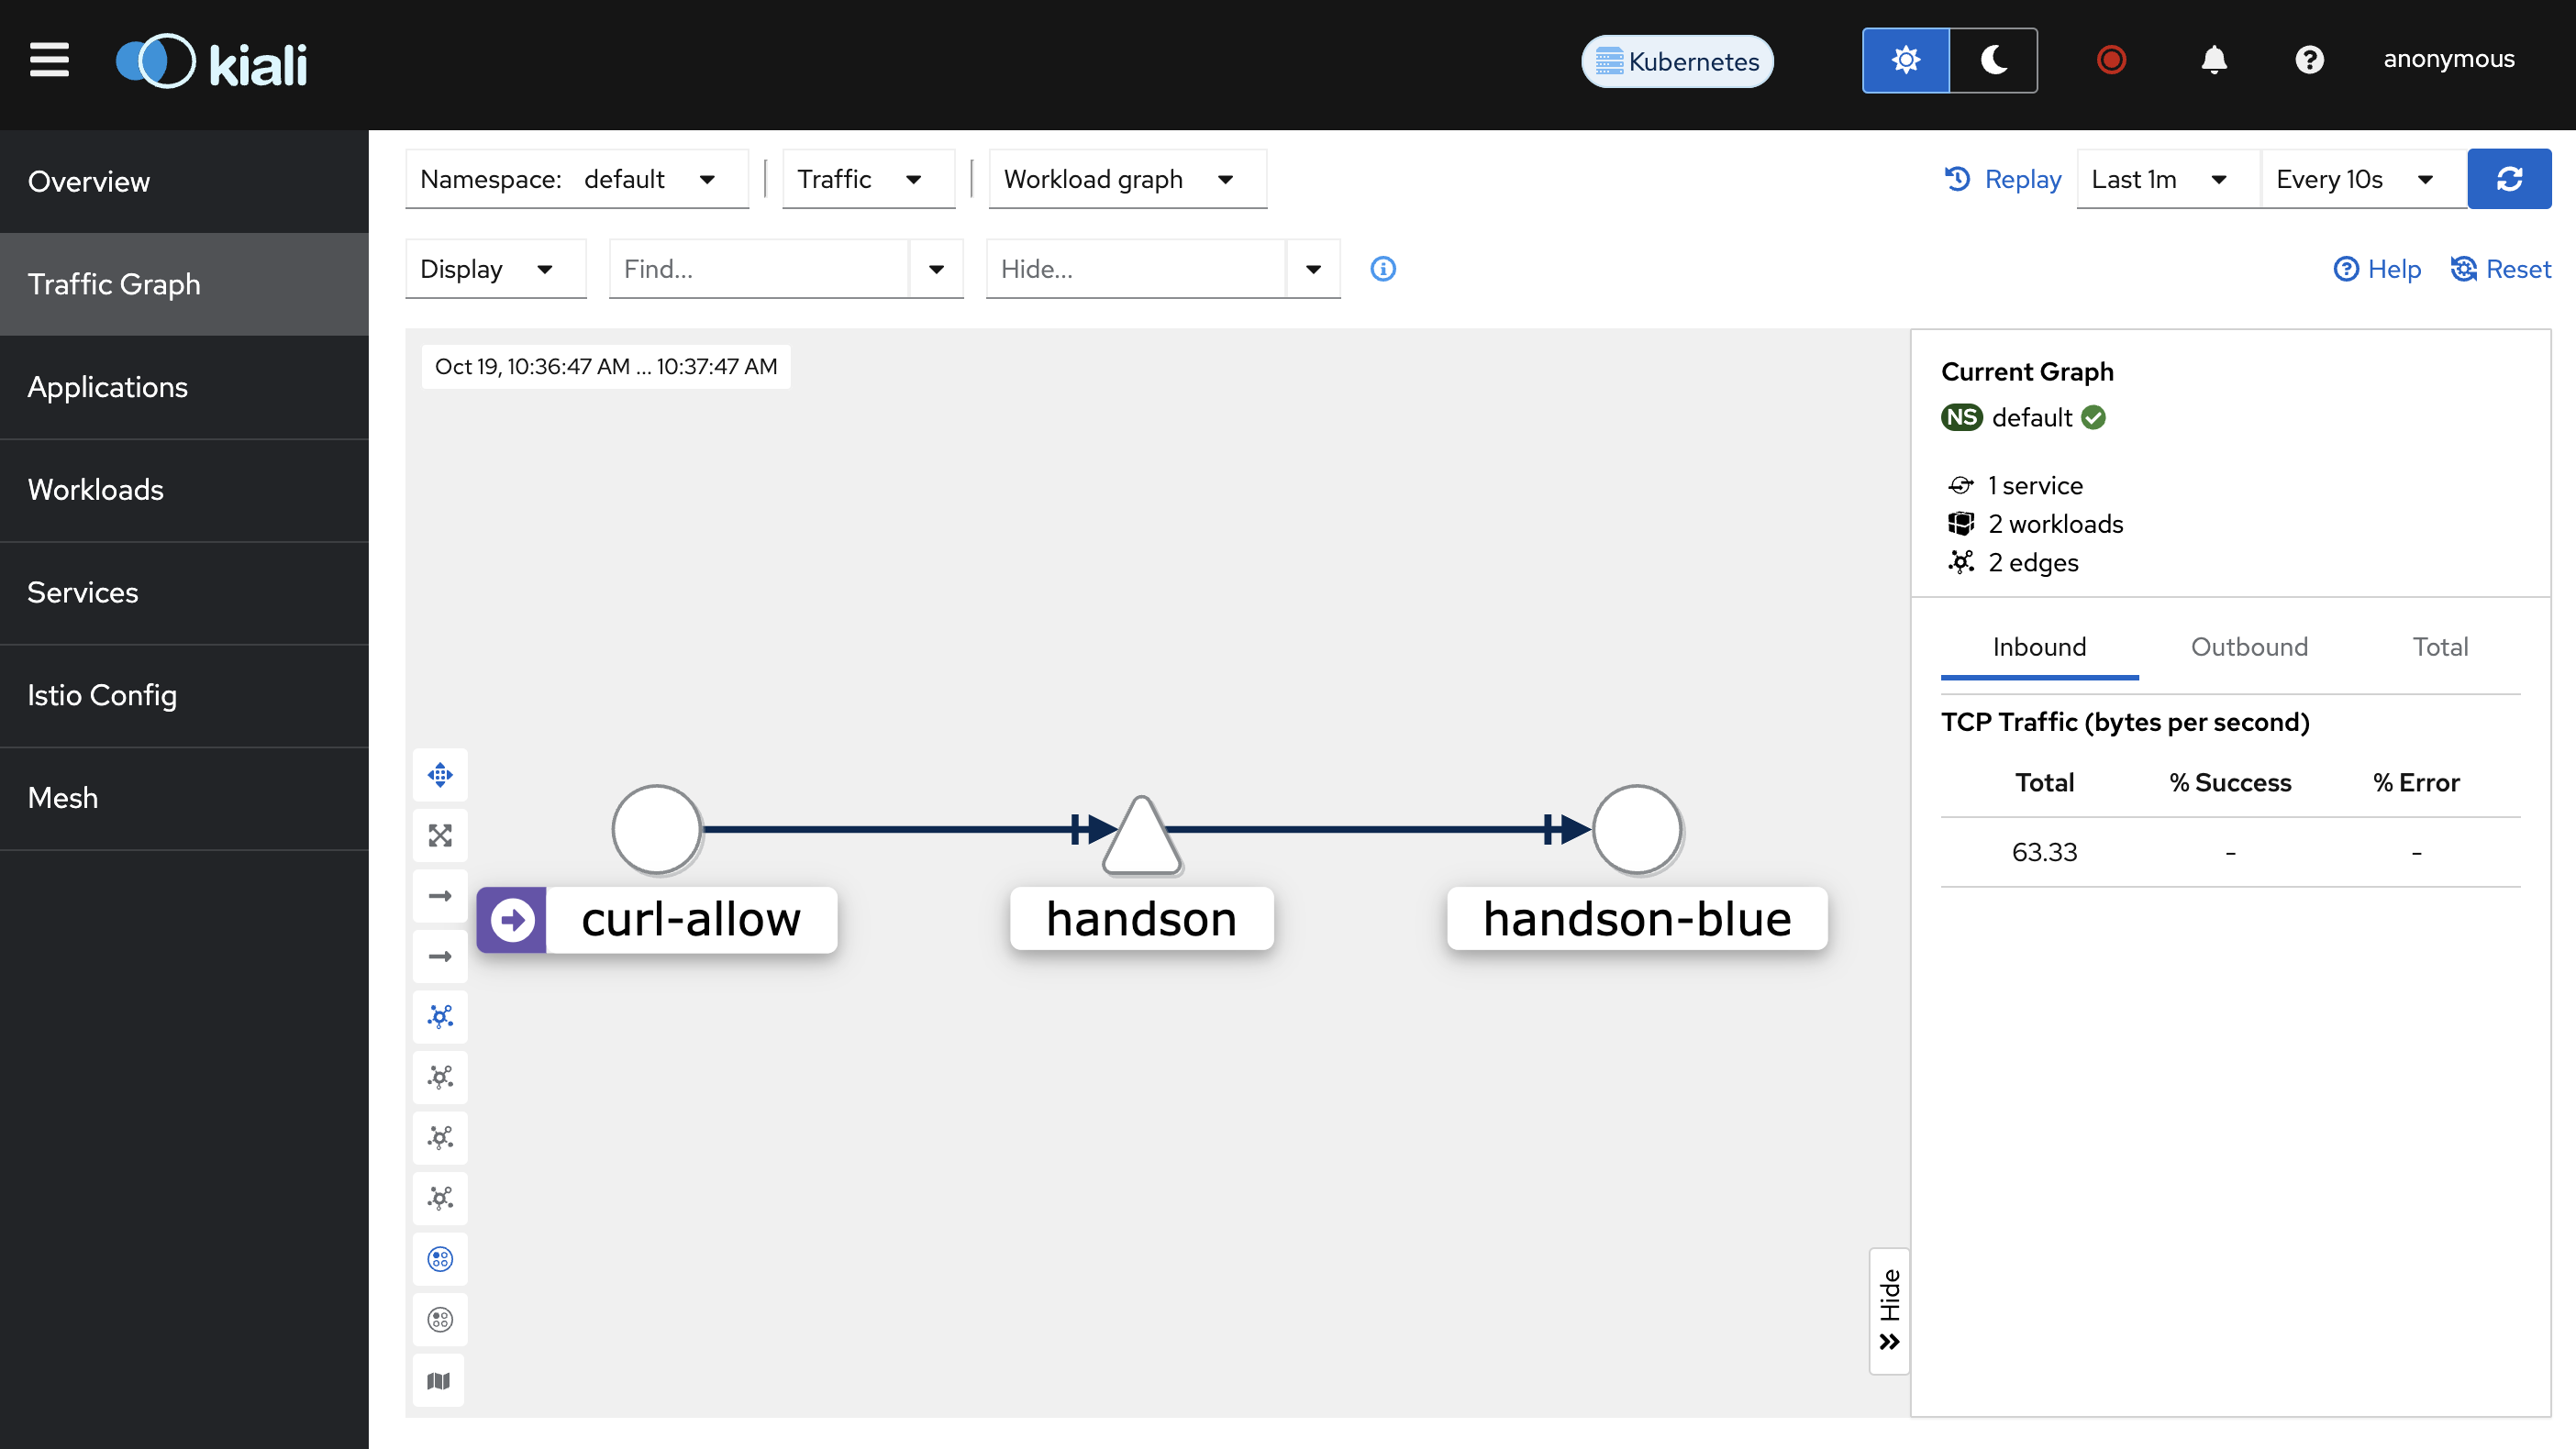 kiali
Kubernetes
anonymous
Overview
Traffic Graph
Applications
Workloads
Services
Istio Config
Mesh
Namespace: default
Traffic
Workload graph
Replay
Last 1m
Every 10s
Display
Find...
Hide...
Help
Reset
Oct 19, 10:36:47 AM ... 10:37:47 AM
curl-allow
handson
handson-blue
Hide
Current Graph
NS default
1 service
2 workloads
2 edges
Inbound Outbound Total
TCP Traffic (bytes per second)
Total % Success % Error
63.33 - -